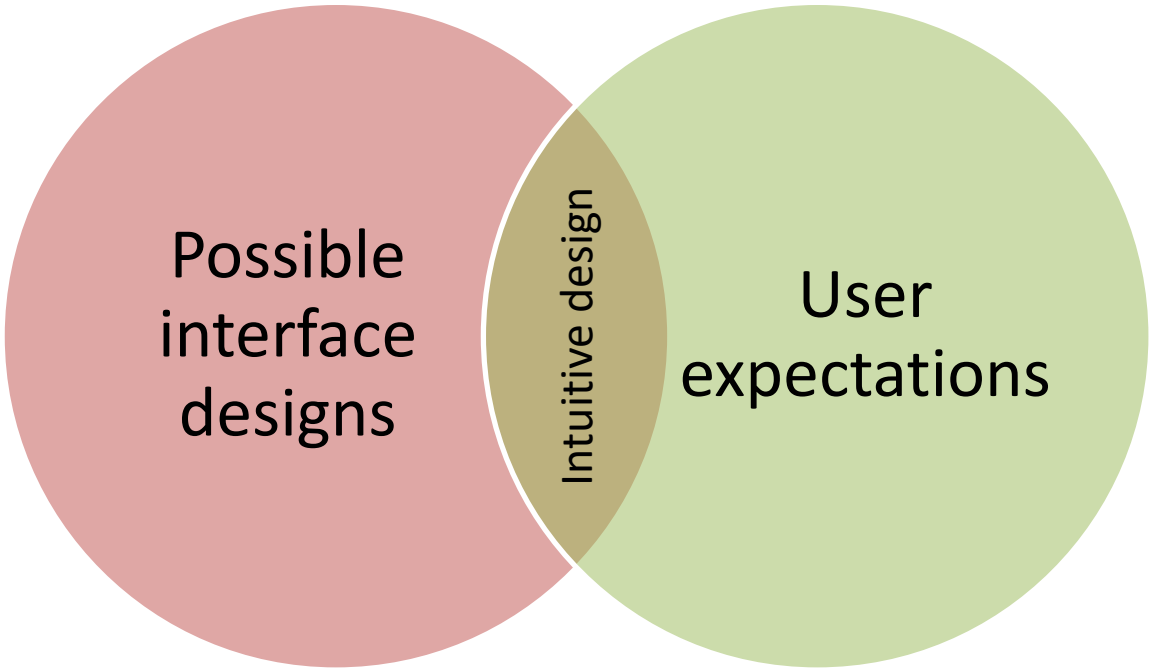 Possible
interface
designs
Intuitive design
User
expectations